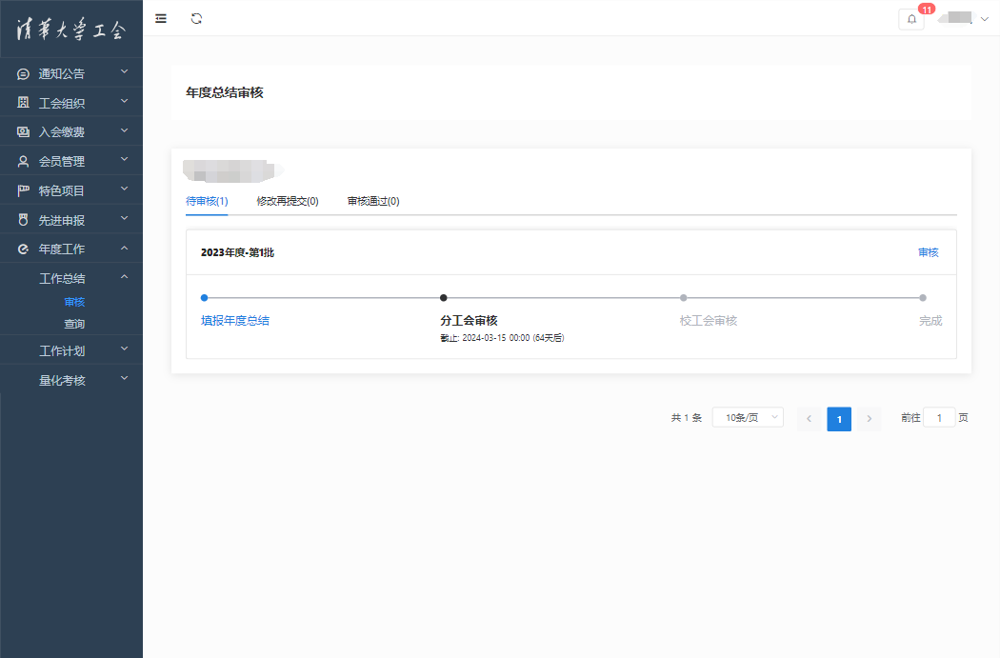 清华大学工会
11
通知公告
工会组织
入会缴费
会员管理
特色项目
先进申报
年度工作
工作总结
审核
查询
工作计划
量化考核
年度总结审核
待审核(1) 修改再提交(0) 审核通过(0)
2023年度-第1批 审核
填报年度总结 分工会审核 校工会审核 完成
截止: 2024-03-15 00:00 (64天后)
共 1 条 10条/页 1 前往 1 页